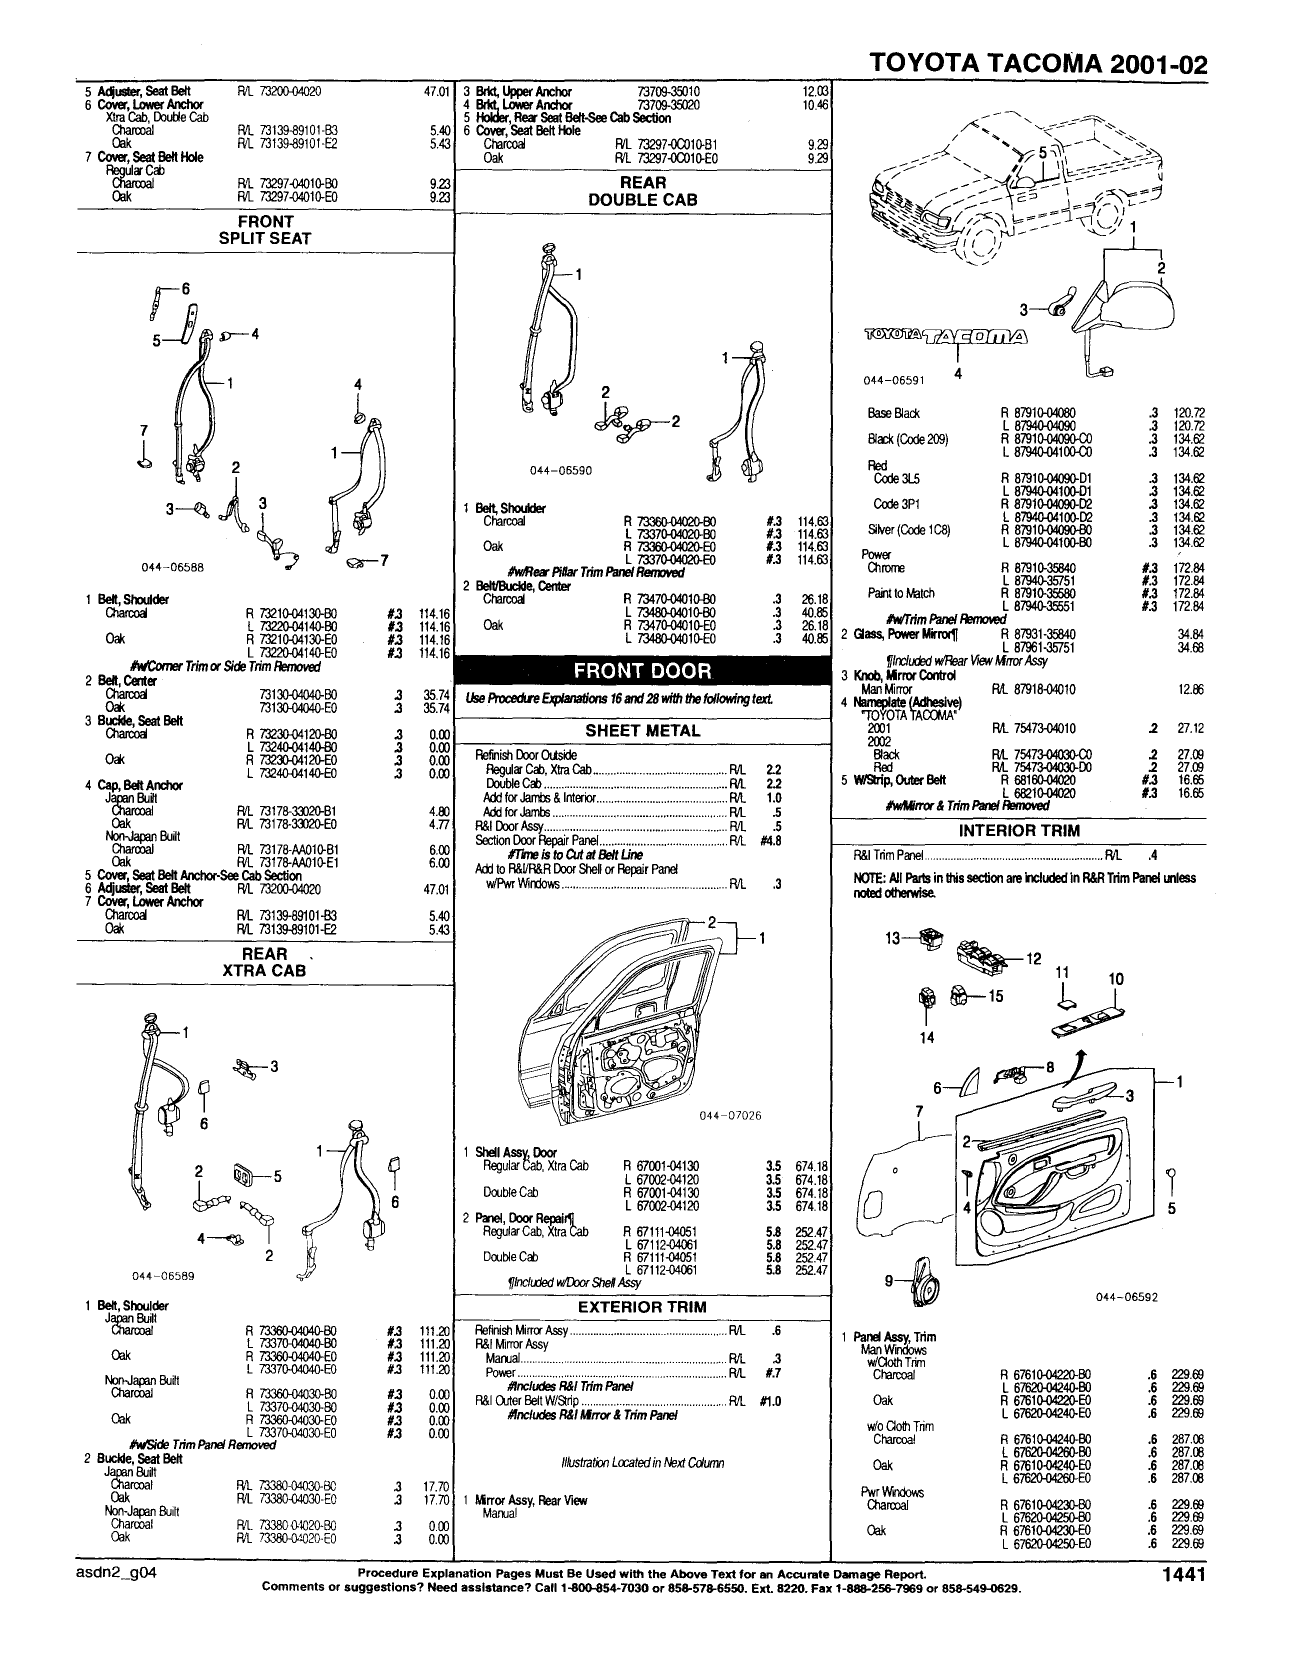 TOYOTA TACOMA 2001-02
5 Adjuster, Seat Belt R/L 73200-04020 47.01
6 Cover, Lower Anchor
Xtra Cab, Double Cab
Charcoal R/L 73139-89101-B3 5.40
Oak R/L 73139-89101-E2 5.43
7 Cover, Seat Belt Hole
Regular Cab
Charcoal R/L 73297-04010-B0 9.23
Oak R/L 73297-04010-E0 9.23
FRONT
SPLIT SEAT
6
5
4
1
4
7
1
2
3
3
7
044-06588
1 Belt, Shoulder
Charcoal R 73210-04130-B0 #.3 114.16
L 73220-04140-B0 #.3 114.16
Oak R 73210-04130-E0 #.3 114.16
L 73220-04140-E0 #.3 114.16
#w/Corner Trim or Side Trim Removed
2 Belt, Center
Charcoal 73130-04040-B0 .3 35.74
Oak 73130-04040-E0 .3 35.74
3 Buckle, Seat Belt
Charcoal R 73230-04120-B0 .3 0.00
L 73240-04140-B0 .3 0.00
Oak R 73230-04120-E0 .3 0.00
L 73240-04140-E0 .3 0.00
4 Cap, Belt Anchor
Japan Built
Charcoal R/L 73178-33020-B1 4.80
Oak R/L 73178-33020-E0 4.77
Non-Japan Built
Charcoal R/L 73178-AA010-B1 6.00
Oak R/L 73178-AA010-E1 6.00
5 Cover, Seat Belt Anchor-See Cab Section
6 Adjuster, Seat Belt R/L 73200-04020 47.01
7 Cover, Lower Anchor
Charcoal R/L 73139-89101-B3 5.40
Oak R/L 73139-89101-E2 5.43
REAR
XTRA CAB
1
3
6
1
2
5
6
4
2
044-06589
1 Belt, Shoulder
Japan Built
Charcoal R 73360-04040-B0 #.3 111.20
L 73370-04040-B0 #.3 111.20
Oak R 73360-04040-E0 #.3 111.20
L 73370-04040-E0 #.3 111.20
Non-Japan Built
Charcoal R 73360-04030-B0 #.3 0.00
L 73370-04030-B0 #.3 0.00
Oak R 73360-04030-E0 #.3 0.00
L 73370-04030-E0 #.3 0.00
#w/Side Trim Panel Removed
2 Buckle, Seat Belt
Japan Built
Charcoal R/L 73380-04030-B0 .3 17.70
Oak R/L 73380-04030-E0 .3 17.70
Non-Japan Built
Charcoal R/L 73380-04020-B0 .3 0.00
Oak R/L 73380-04020-E0 .3 0.00
3 Brkt, Upper Anchor 73709-35010 12.03
4 Brkt, Lower Anchor 73709-35020 10.46
5 Holder, Rear Seat Belt-See Cab Section
6 Cover, Seat Belt Hole
Charcoal R/L 73297-0C010-B1 9.29
Oak R/L 73297-0C010-E0 9.29
REAR
DOUBLE CAB
1
1
2
2
044-06590
1 Belt, Shoulder
Charcoal R 73360-04020-B0 #.3 114.63
L 73370-04020-B0 #.3 114.63
Oak R 73360-04020-E0 #.3 114.63
L 73370-04020-E0 #.3 114.63
#w/Rear Pillar Trim Panel Removed
2 Belt/Buckle, Center
Charcoal R 73470-04010-B0 .3 26.18
L 73480-04010-B0 .3 40.85
Oak R 73470-04010-E0 .3 26.18
L 73480-04010-E0 .3 40.85
FRONT DOOR
Use Procedure Explanations 16 and 28 with the following text.
SHEET METAL
Refinish Door Outside
Regular Cab, Xtra Cab R/L 2.2
Double Cab R/L 2.2
Add for Jambs & Interior R/L 1.0
Add for Jambs R/L .5
R&I Door Assy R/L .5
Section Door Repair Panel R/L #4.8
#Time is to Cut at Belt Line
Add to R&I/R&R Door Shell or Repair Panel
w/Pwr Windows R/L .3
2
1
044-07026
1 Shell Assy, Door
Regular Cab, Xtra Cab R 67001-04130 3.5 674.18
L 67002-04120 3.5 674.18
Double Cab R 67001-04130 3.5 674.18
L 67002-04120 3.5 674.18
2 Panel, Door Repair¶
Regular Cab, Xtra Cab R 67111-04051 5.8 252.47
L 67112-04061 5.8 252.47
Double Cab R 67111-04051 5.8 252.47
L 67112-04061 5.8 252.47
¶Included w/Door Shell Assy
EXTERIOR TRIM
Refinish Mirror Assy R/L .6
R&I Mirror Assy
Manual R/L .3
Power R/L #.7
#Includes R&I Trim Panel
R&I Outer Belt W/Strip R/L #1.0
#Includes R&I Mirror & Trim Panel
Illustration Located in Next Column
1 Mirror Assy, Rear View
Manual
5
1
2
3
TOYOTA TACOMA
4
044-06591
Base Black R 87910-04080 .3 120.72
L 87940-04090 .3 120.72
Black (Code 209) R 87910-04090-C0 .3 134.62
L 87940-04100-C0 .3 134.62
Red
Code 3L5 R 87910-04090-D1 .3 134.62
L 87940-04100-D1 .3 134.62
Code 3P1 R 87910-04090-D2 .3 134.62
L 87940-04100-D2 .3 134.62
Silver (Code 1C8) R 87910-04090-B0 .3 134.62
L 87940-04100-B0 .3 134.62
Power
Chrome R 87910-35840 #.3 172.84
L 87940-35751 #.3 172.84
Paint to Match R 87910-35580 #.3 172.84
L 87940-35551 #.3 172.84
#w/Trim Panel Removed
2 Glass, Power Mirror¶ R 87931-35840 34.84
L 87961-35751 34.68
¶Included w/Rear View Mirror Assy
3 Knob, Mirror Control
Man Mirror R/L 87918-04010 12.86
4 Nameplate (Adhesive)
"TOYOTA TACOMA"
2001 R/L 75473-04010 .2 27.12
2002
Black R/L 75473-04030-C0 .2 27.09
Red R/L 75473-04030-D0 .2 27.09
5 W/Strip, Outer Belt R 68160-04020 #.3 16.65
L 68210-04020 #.3 16.65
#w/Mirror & Trim Panel Removed
INTERIOR TRIM
R&I Trim Panel R/L .4
NOTE: All Parts in this section are included in R&R Trim Panel unless
noted otherwise.
13
12
11
10
15
14
8
6
1
3
7
2
4
5
9
044-06592
1 Panel Assy, Trim
Man Windows
w/Cloth Trim
Charcoal R 67610-04220-B0 .6 229.69
L 67620-04240-B0 .6 229.69
Oak R 67610-04220-E0 .6 229.69
L 67620-04240-E0 .6 229.69
w/o Cloth Trim
Charcoal R 67610-04240-B0 .6 287.08
L 67620-04260-B0 .6 287.08
Oak R 67610-04240-E0 .6 287.08
L 67620-04260-E0 .6 287.08
Pwr Windows
Charcoal R 67610-04230-B0 .6 229.69
L 67620-04250-B0 .6 229.69
Oak R 67610-04230-E0 .6 229.69
L 67620-04250-E0 .6 229.69
asdn2_g04
Procedure Explanation Pages Must Be Used with the Above Text for an Accurate Damage Report.
Comments or suggestions? Need assistance? Call 1-800-854-7030 or 858-578-6550. Ext. 8220. Fax 1-888-256-7969 or 858-549-0629.
1441